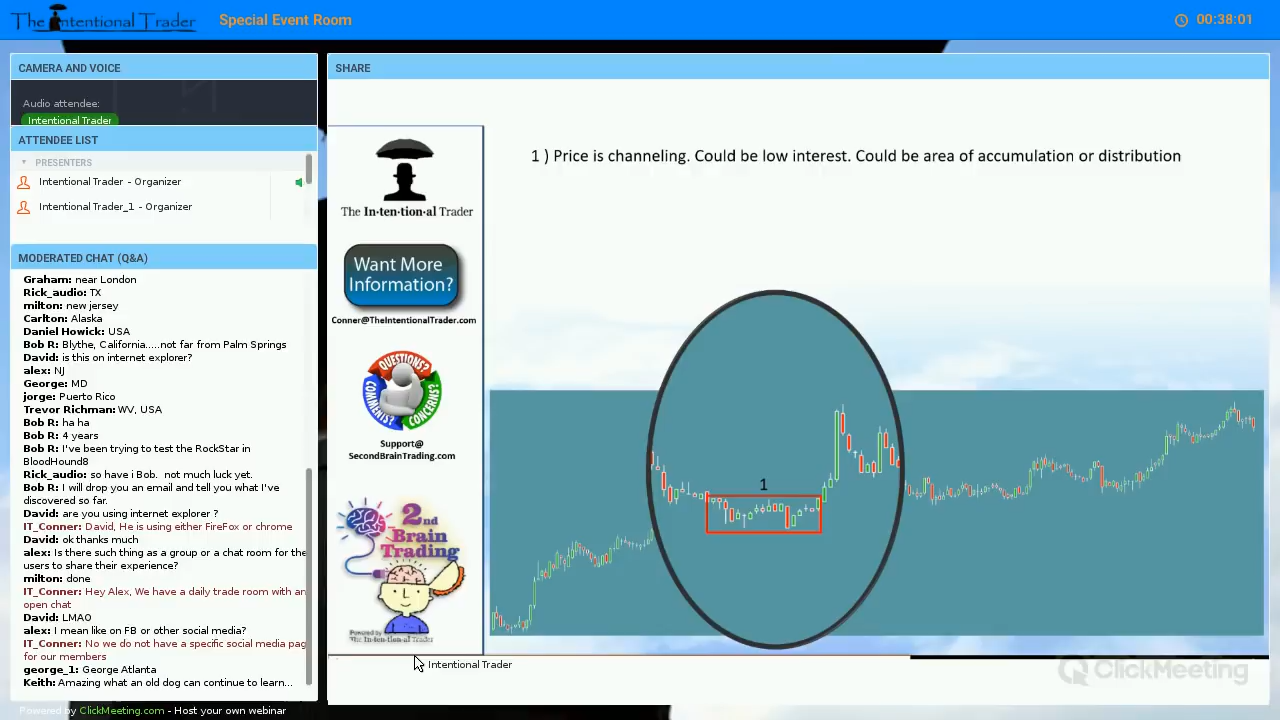 The Intentional Trader
Special Event Room
00:38:01
CAMERA AND VOICE
Audio attendee:
Intentional Trader
ATTENDEE LIST
PRESENTERS
Intentional Trader - Organizer
Intentional Trader_1 - Organizer
MODERATED CHAT (Q&A)
Graham: near London
Rick_audio: TX
milton: new jersey
Carlton: Alaska
Daniel Howick: USA
Bob R: Blythe, California.....not far from Palm Springs
David: is this on internet explorer?
alex: NJ
George: MD
jorge: Puerto Rico
Trevor Richman: WV, USA
Bob R: ha ha
Bob R: 4 years
Bob R: I've been trying to test the RockStar in
BloodHound8
Rick_audio: so have i Bob. not much luck yet.
Bob R: I will drop you an email and tell you what I've
discovered so far.
David: are you using internet explorer ?
IT_Conner: David, He is using either FireFox or chrome
David: ok thanks much
alex: Is there such thing as a group or a chat room for the
users to share their experience?
milton: done
IT_Conner: Hey Alex, We have a daily trade room with an
open chat
David: LMAO
alex: I mean like on FB or other social media?
IT_Conner: No we do not have a specific social media pag
for our members
george_1: George Atlanta
Keith: Amazing what an old dog can continue to learn...
Powered by ClickMeeting.com - Host your own webinar
SHARE
The In·ten·tion·al Trader
Want More
Information?
Conner@TheIntentionalTrader.com
QUESTIONS?
COMMENTS?
CONCERNS?
Support@
SecondBrainTrading.com
2nd
Brain
Trading
Powered by
The In·ten·tion·al Trader
1 ) Price is channeling. Could be low interest. Could be area of accumulation or distribution
1
Intentional Trader
ClickMeeting